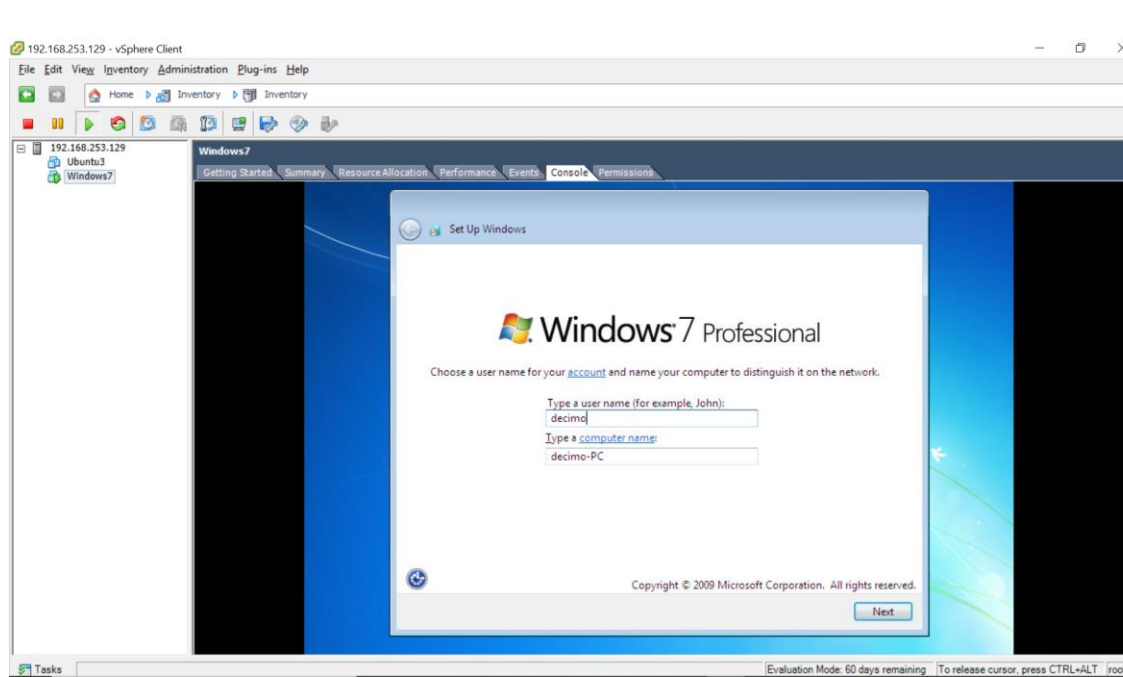 192.168.253.129 - vSphere Client
File Edit View Inventory Administration Plug-ins Help
Home Inventory Inventory
192.168.253.129
Ubuntu3
Windows7
Windows7
Getting Started Summary Resource Allocation Performance Events Console Permissions
Set Up Windows
Windows 7 Professional
Choose a user name for your account and name your computer to distinguish it on the network.
Type a user name (for example, John):
decimo
Type a computer name:
decimo-PC
Copyright © 2009 Microsoft Corporation. All rights reserved.
Next
Tasks Evaluation Mode: 60 days remaining To release cursor, press CTRL+ALT roo